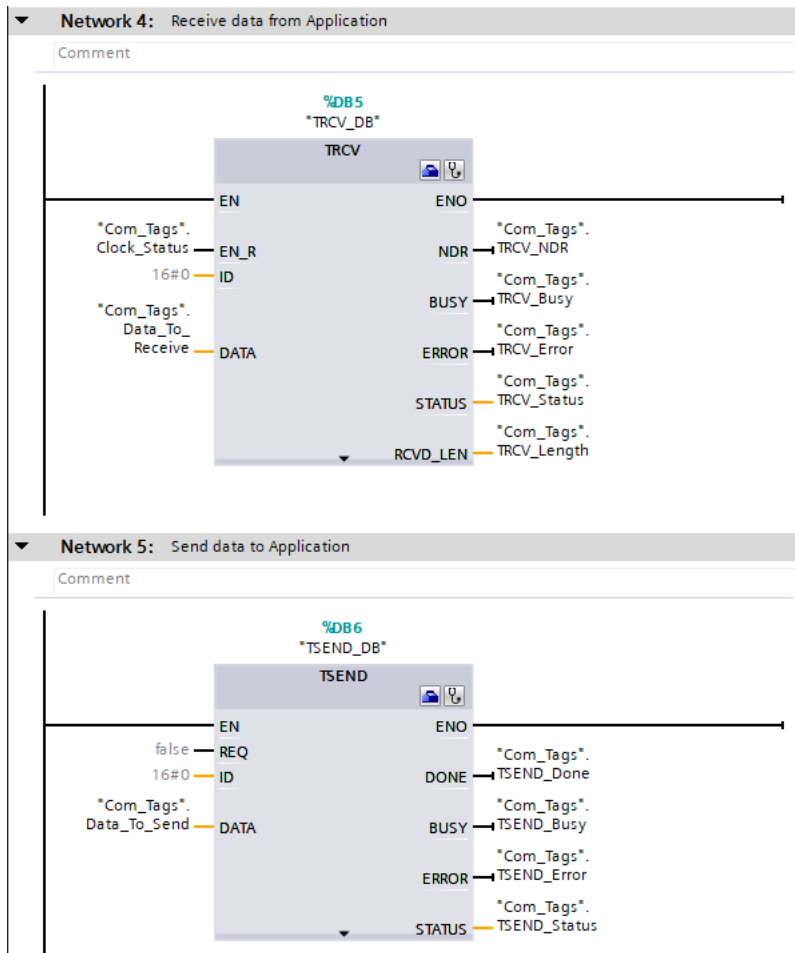 Network 4: Receive data from Application
Comment
%DB5
"TRCV_DB"
TRCV
EN
ENO
"Com_Tags".
Clock_Status
EN_R
16#0
ID
"Com_Tags".
Data_To_
Receive
DATA
NDR
"Com_Tags".
TRCV_NDR
BUSY
"Com_Tags".
TRCV_Busy
ERROR
"Com_Tags".
TRCV_Error
STATUS
"Com_Tags".
TRCV_Status
RCVD_LEN
"Com_Tags".
TRCV_Length
Network 5: Send data to Application
Comment
%DB6
"TSEND_DB"
TSEND
EN
ENO
false
REQ
16#0
ID
"Com_Tags".
Data_To_Send
DATA
DONE
"Com_Tags".
TSEND_Done
BUSY
"Com_Tags".
TSEND_Busy
ERROR
"Com_Tags".
TSEND_Error
STATUS
"Com_Tags".
TSEND_Status